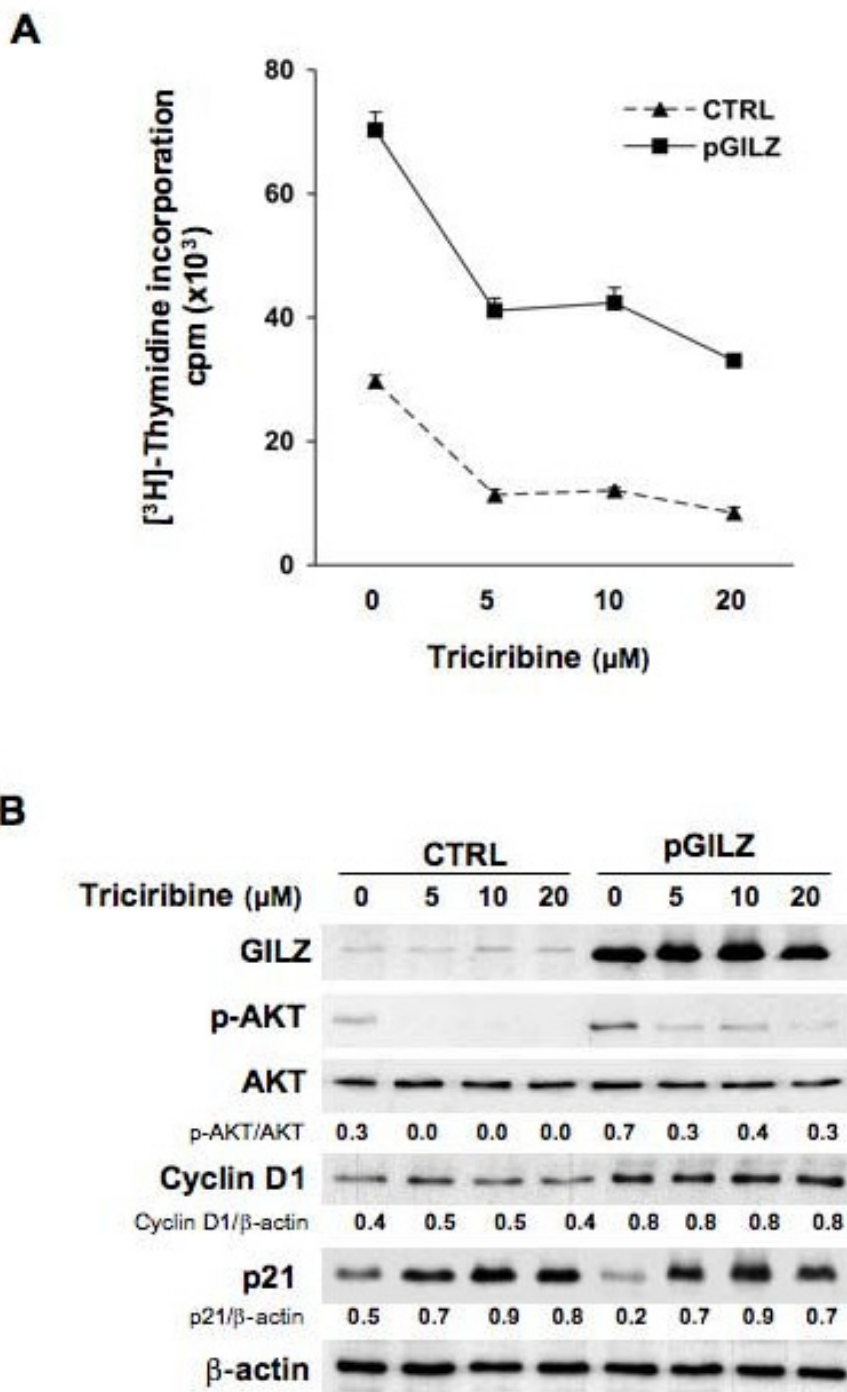 A
[³H]-Thymidine incorporation
cpm (x10³)
80
60
40
20
0
CTRL
pGILZ
0 5 10 20
Triciribine (µM)
B
CTRL pGILZ
Triciribine (µM) 0 5 10 20 0 5 10 20
GILZ
p-AKT
AKT
p-AKT/AKT 0.3 0.0 0.0 0.0 0.7 0.3 0.4 0.3
Cyclin D1
Cyclin D1/β-actin 0.4 0.5 0.5 0.4 0.8 0.8 0.8 0.8
p21
p21/β-actin 0.5 0.7 0.9 0.8 0.2 0.7 0.9 0.7
β-actin